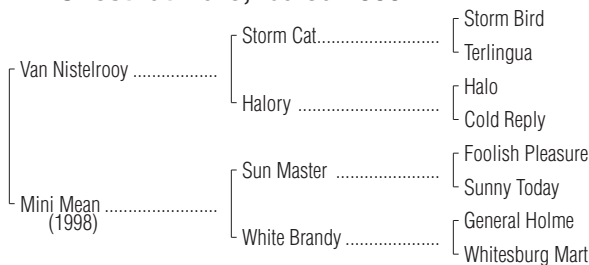 Storm Bird
Storm Cat
Terlingua
Van Nistelrooy
Halo
Halory
Cold Reply
Foolish Pleasure
Sun Master
Sunny Today
Mini Mean
(1998)
General Holme
White Brandy
Whitesburg Mart